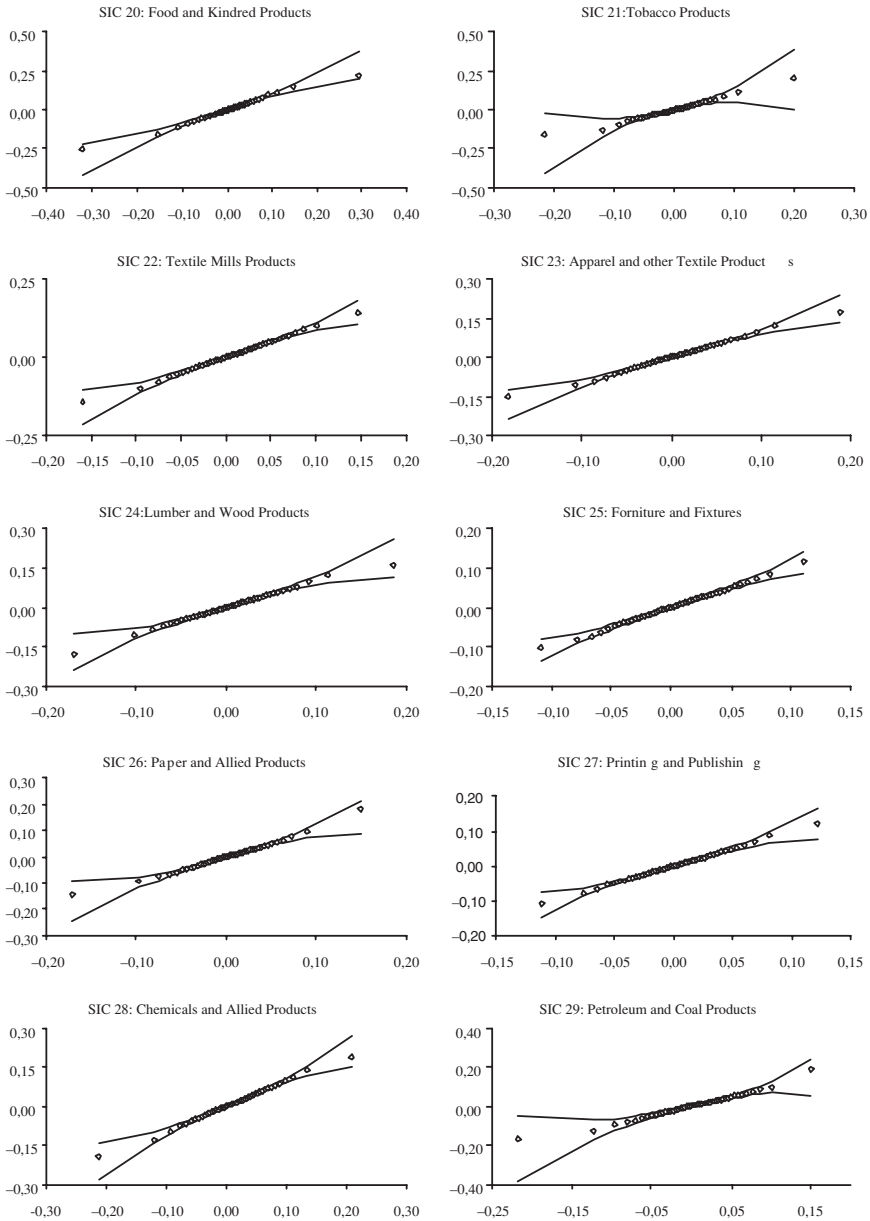 SIC 20: Food and Kindred Products
0,50
0,25
0,00
–0,25
–0,50
–0,40 –0,30 –0,20 –0,10 0,00 0,10 0,20 0,30 0,40
SIC 21:Tobacco Products
0,50
0,25
0,00
–0,25
–0,50
–0,30 –0,20 –0,10 0,00 0,10 0,20 0,30
SIC 22: Textile Mills Products
0,25
0,00
–0,25
–0,20 –0,15 –0,10 –0,05 0,00 0,05 0,10 0,15 0,20
SIC 23: Apparel and other Textile Product s
0,30
0,15
0,00
–0,15
–0,30
–0,20 –0,10 0,00 0,10 0,20
SIC 24:Lumber and Wood Products
0,30
0,15
0,00
–0,15
–0,30
–0,20 –0,10 0,00 0,10 0,20
SIC 25: Forniture and Fixtures
0,20
0,10
0,00
–0,10
–0,20
–0,15 –0,10 –0,05 0,00 0,05 0,10 0,15
SIC 26: Paper and Allied Products
0,30
0,20
0,10
0,00
–0,10
–0,20
–0,30
–0,20 –0,10 0,00 0,10 0,20
SIC 27: Printin g and Publishin g
0,20
0,10
0,00
–0,10
–0,20
–0,15 –0,10 –0,05 0,00 0,05 0,10 0,15
SIC 28: Chemicals and Allied Products
0,30
0,15
0,00
–0,15
–0,30
–0,30 –0,20 –0,10 0,00 0,10 0,20 0,30
SIC 29: Petroleum and Coal Products
0,40
0,20
0,00
–0,20
–0,40
–0,25 –0,15 –0,05 0,05 0,15